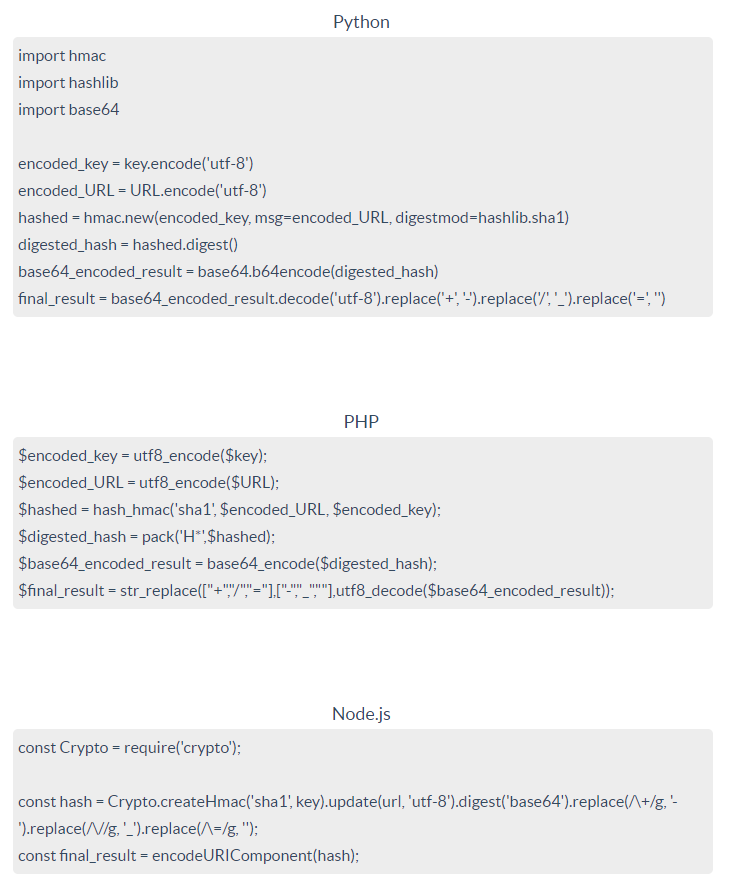 Python
import hmac
import hashlib
import base64
encoded_key = key.encode('utf-8')
encoded_URL = URL.encode('utf-8')
hashed = hmac.new(encoded_key, msg=encoded_URL, digestmod=hashlib.sha1)
digested_hash = hashed.digest()
base64_encoded_result = base64.b64encode(digested_hash)
final_result = base64_encoded_result.decode('utf-8').replace('+', '-').replace('/', '_').replace('=', '')
PHP
$encoded_key = utf8_encode($key);
$encoded_URL = utf8_encode($URL);
$hashed = hash_hmac('sha1', $encoded_URL, $encoded_key);
$digested_hash = pack('H*',$hashed);
$base64_encoded_result = base64_encode($digested_hash);
$final_result = str_replace(["+","/","="],["-","_",""],utf8_decode($base64_encoded_result));
Node.js
const Crypto = require('crypto');
const hash = Crypto.createHmac('sha1', key).update(url, 'utf-8').digest('base64').replace(/\+/g, '-
').replace(/\//g, '_').replace(/\=/g, '');
const final_result = encodeURIComponent(hash);